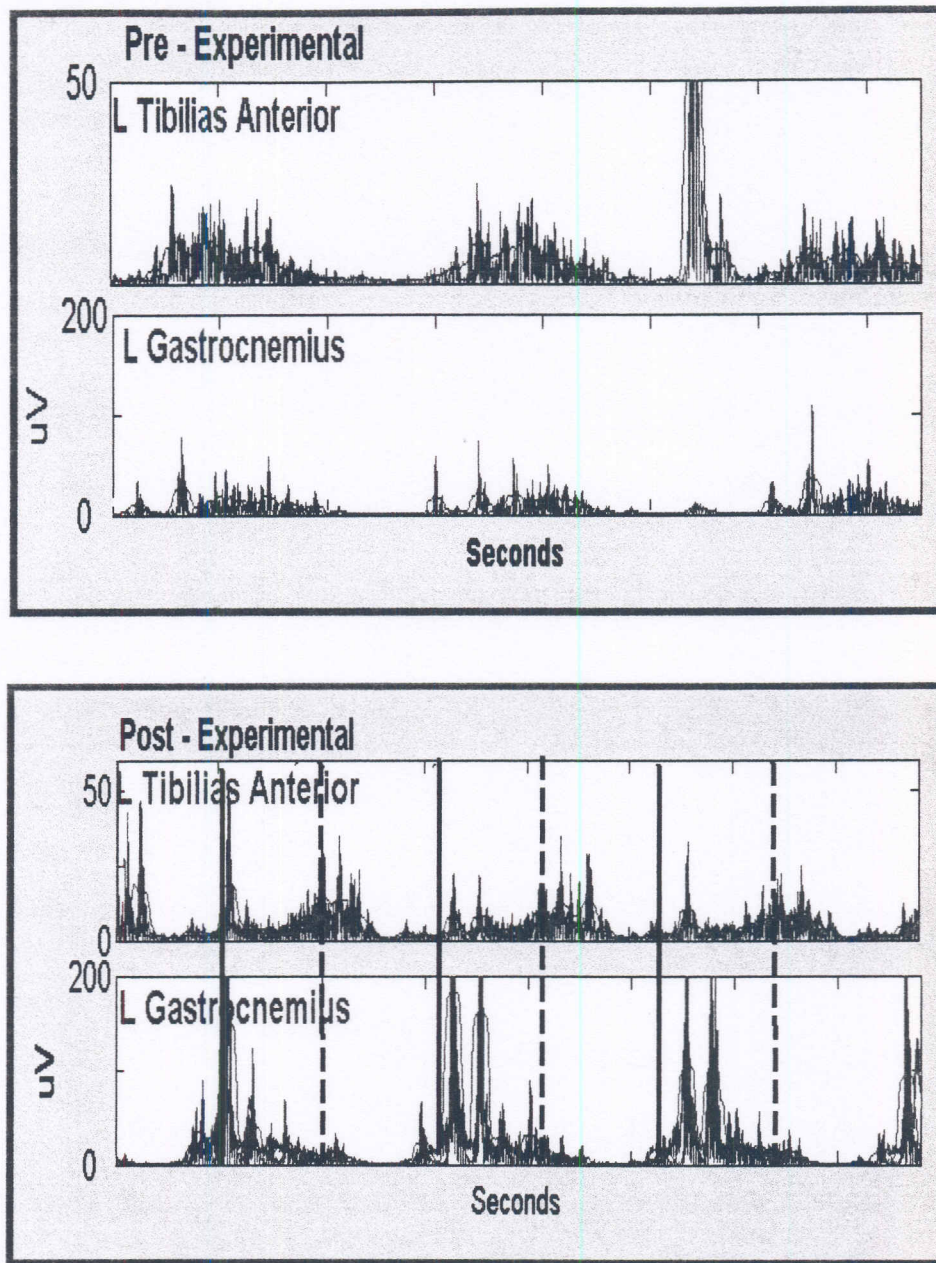 Pre - Experimental
50
L Tibilias Anterior
200
L Gastrocnemius
uV
0
Seconds
Post - Experimental
50
L Tibilias Anterior
0
200
L Gastrocnemius
uV
0
Seconds